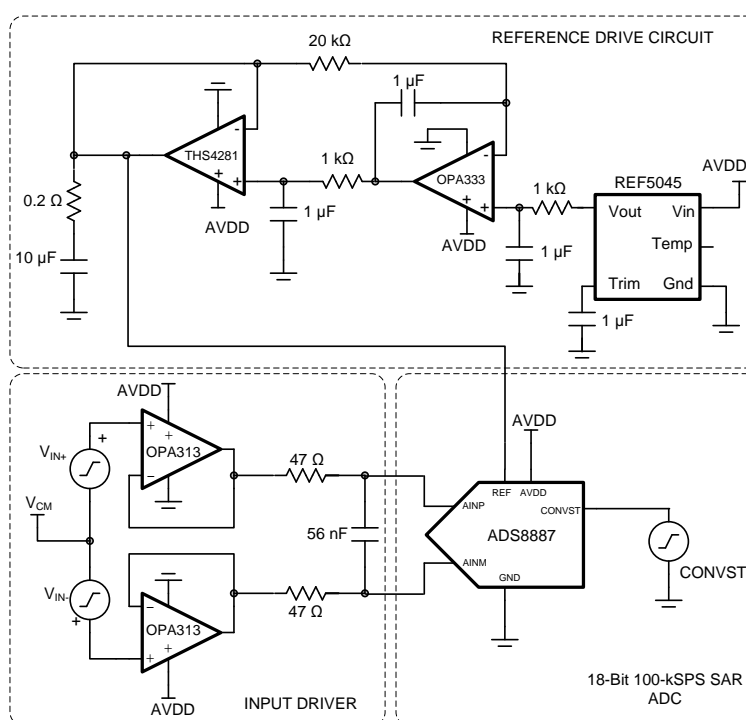 REFERENCE DRIVE CIRCUIT
20 kΩ
1 µF
THS4281
-
+
+
AVDD
1 kΩ
1 µF
OPA333
-
+
+
AVDD
1 kΩ
1 µF
REF5045
AVDD
Vout
Vin
Temp
Trim
Gnd
1 µF
0.2 Ω
10 µF
AVDD
VIN+
+
+
+
−
OPA313
VCM
47 Ω
56 nF
47 Ω
VIN-
+
−
+
+
OPA313
AVDD
INPUT DRIVER
AVDD
REF
AVDD
AINP
CONVST
ADS8887
AINM
GND
CONVST
18-Bit 100-kSPS SAR
ADC